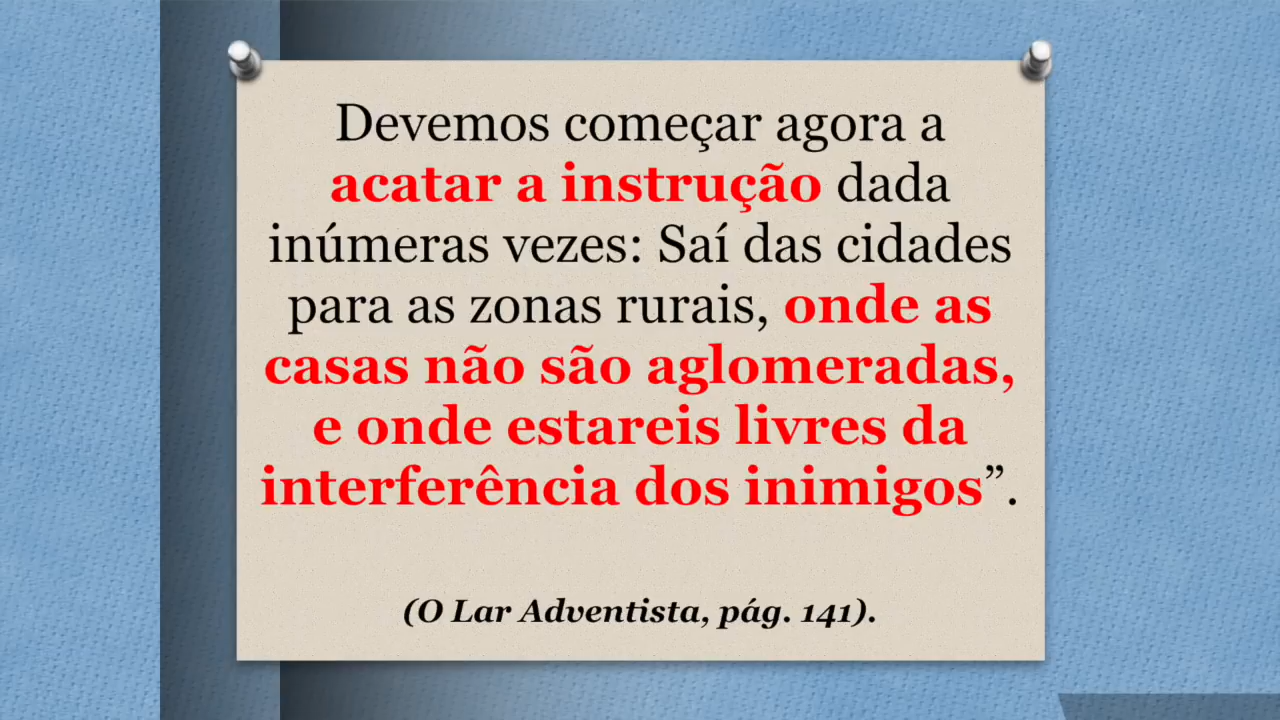 Devemos começar agora a
acatar a instrução dada
inúmeras vezes: Saí das cidades
para as zonas rurais, onde as
casas não são aglomeradas,
e onde estareis livres da
interferência dos inimigos”.
(O Lar Adventista, pág. 141).